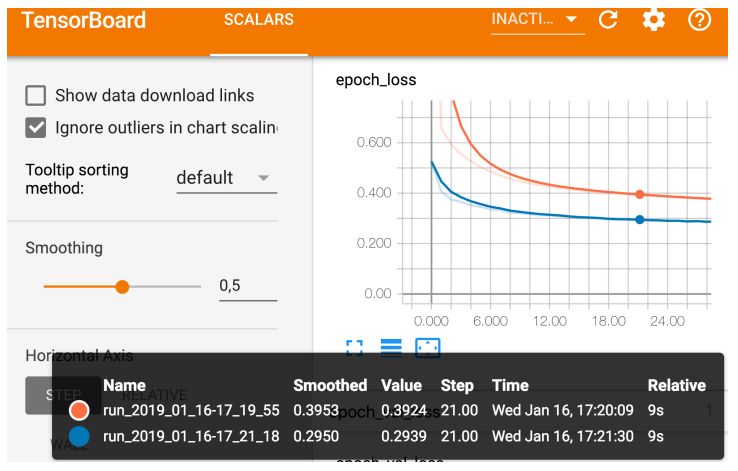 TensorBoard SCALARS INACTI...
Show data download links
Ignore outliers in chart scalin
Tooltip sorting
method:
default
Smoothing
0,5
Horizontal Axis
STEP RELATIVE
WALL
epoch_loss
0.600
0.400
0.200
0.00
0.000 6.000 12.00 18.00 24.00
Name Smoothed Value Step Time Relative
run_2019_01_16-17_19_55 0.3953 0.3924 21.00 Wed Jan 16, 17:20:09 9s
run_2019_01_16-17_21_18 0.2950 0.2939 21.00 Wed Jan 16, 17:21:30 9s
1
epoch_val_loss